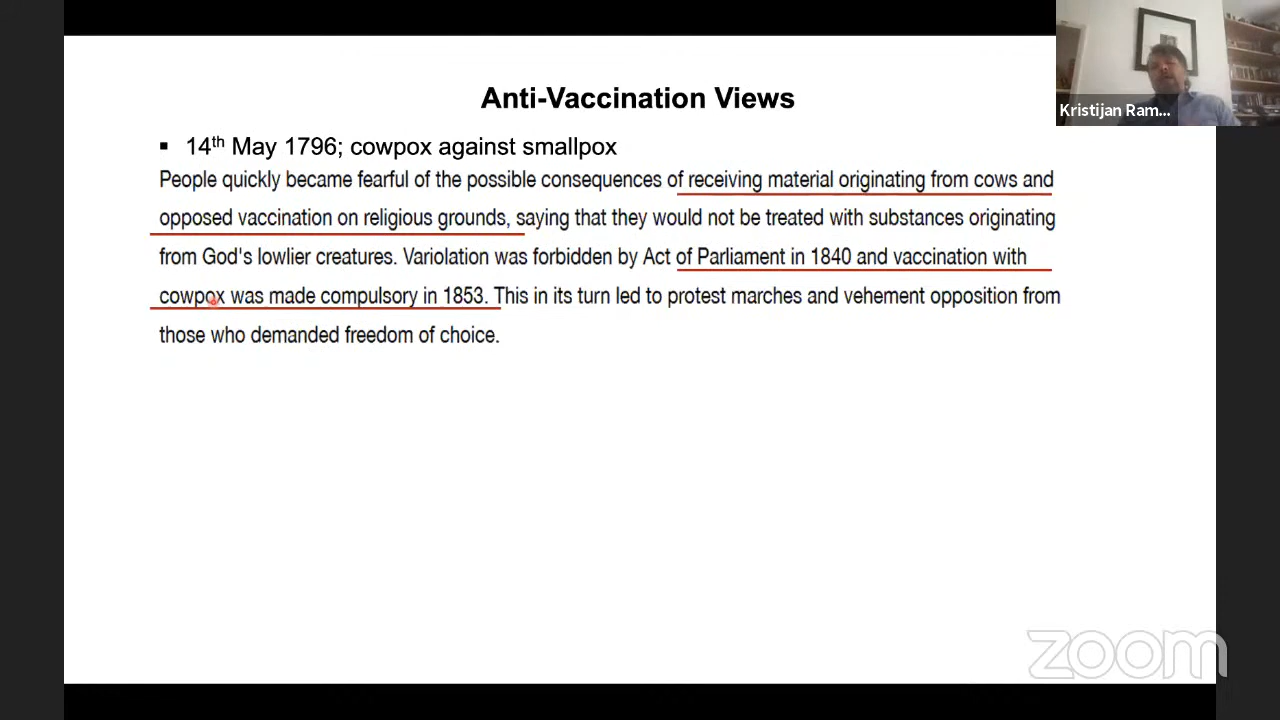 Anti-Vaccination Views
Kristijan Ram...
▪ 14th May 1796; cowpox against smallpox
People quickly became fearful of the possible consequences of receiving material originating from cows and
opposed vaccination on religious grounds, saying that they would not be treated with substances originating
from God's lowlier creatures. Variolation was forbidden by Act of Parliament in 1840 and vaccination with
cowpox was made compulsory in 1853. This in its turn led to protest marches and vehement opposition from
those who demanded freedom of choice.
zoom